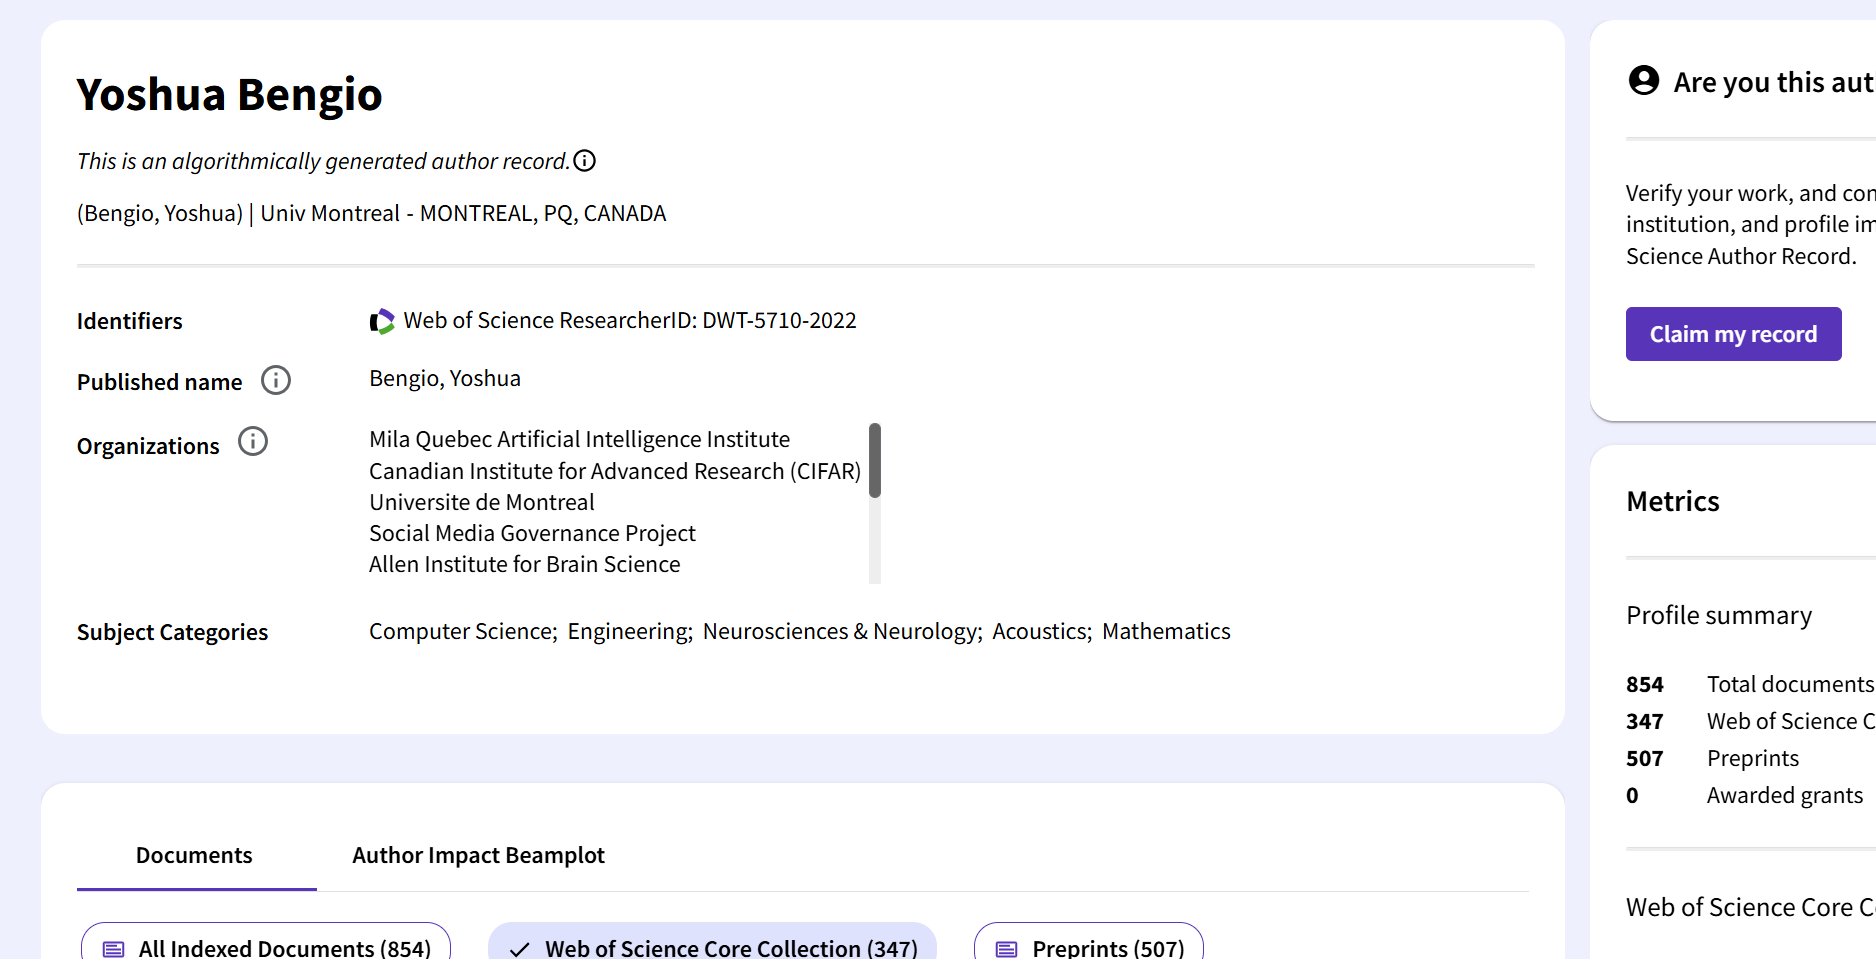 Yoshua Bengio
This is an algorithmically generated author record.
(Bengio, Yoshua) | Univ Montreal - MONTREAL, PQ, CANADA
Identifiers
Web of Science ResearcherID: DWT-5710-2022
Published name
Bengio, Yoshua
Organizations
Mila Quebec Artificial Intelligence Institute
Canadian Institute for Advanced Research (CIFAR)
Universite de Montreal
Social Media Governance Project
Allen Institute for Brain Science
Subject Categories
Computer Science; Engineering; Neurosciences & Neurology; Acoustics; Mathematics
Documents
Author Impact Beamplot
All Indexed Documents (854)
Web of Science Core Collection (347)
Preprints (507)
Are you this aut
Verify your work, and con
institution, and profile im
Science Author Record.
Claim my record
Metrics
Profile summary
854 Total documents
347 Web of Science C
507 Preprints
0 Awarded grants
Web of Science Core C